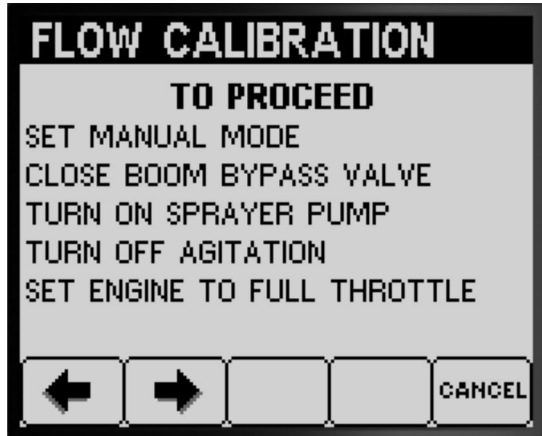 FLOW CALIBRATION
TO PROCEED
SET MANUAL MODE
CLOSE BOOM BYPASS VALVE
TURN ON SPRAYER PUMP
TURN OFF AGITATION
SET ENGINE TO FULL THROTTLE
CANCEL